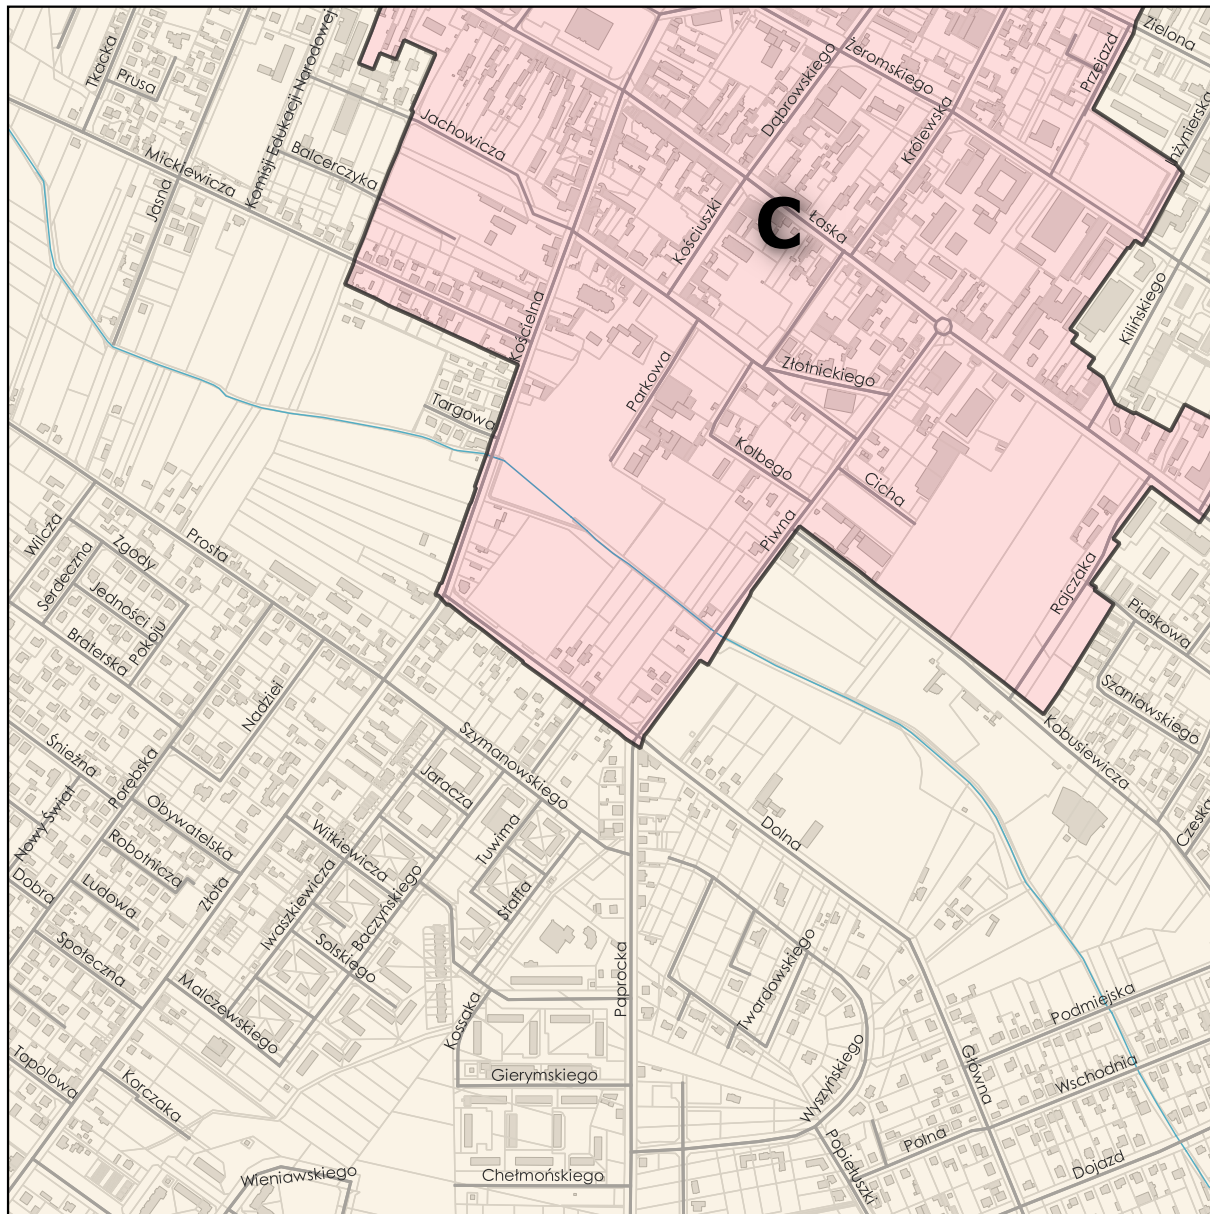 Zielona
Tkacka
Prusa
Komisji Edukacji Narodowej
Żeromskiego
Przejazd
Dąbrowskiego
Inżynierska
Jachowicza
Królewska
Balcerczyka
Mickiewicza
Jasna
C
Łaska
Kościuszki
Kilińskiego
Kościelna
Parkowa
Złotnickiego
Targowa
Kolbego
Cicha
Piwna
Prosta
Wilcza
Zgody
Serdeczna
Jedności
Rajczaka
Piaskowa
Braterska
Pokoju
Szaniawskiego
Nadziei
Kobusiewicza
Śnieżna
Szymanowskiego
Porębska
Jaracza
Nowy Świat
Obywatelska
Dolna
Czeska
Tuwima
Witkiewicza
Robotnicza
Dobra
Ludowa
Złota
Iwaszkiewicza
Baczyńskiego
Staffa
Społeczna
Solskiego
Paprocka
Twardowskiego
Malczewskiego
Kossaka
Podmiejska
Topolowa
Korczaka
Gierymskiego
Wyszyńskiego
Główna
Wschodnia
Polna
Popiełuszki
Dojazd
Wieniawskiego
Chełmońskiego